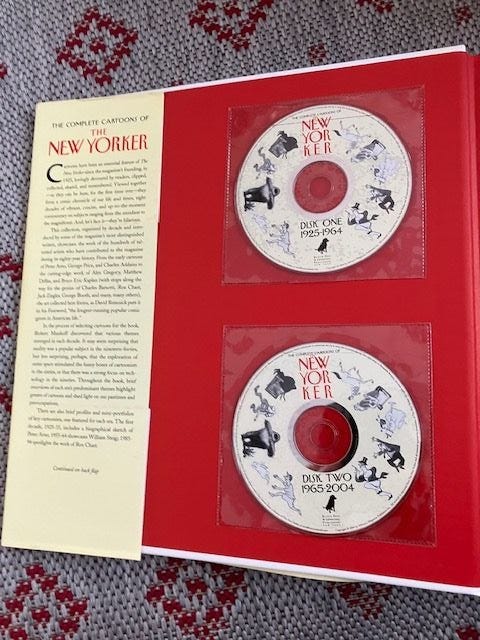 THE COMPLETE CARTOONS OF
THE
NEW YORKER
Cartoons have been an essential feature of The
New Yorker since the magazine's founding, in
1925, lovingly devoured by readers, clipped,
collected, shared, and remembered. Viewed together
—as they can be here, for the first time ever—they
form a comic chronicle of our life and times, eight
decades of vibrant, concise, and up-to-the-moment
commentary on subjects ranging from the mundane to
the magnificent. And, let's face it—they're hilarious.
This collection, organized by decade and intro-
duced by some of the magazine's most distinguished
writers, showcases the work of the hundreds of tal-
ented artists who have contributed to the magazine
during its eighty-year history. From the early cartoons
of Peter Arno, George Price, and Charles Addams to
the cutting-edge work of Alex Gregory, Matthew
Diffee, and Bruce Eric Kaplan (with stops along the
way for the genius of Charles Barsotti, Roz Chast,
Jack Ziegler, George Booth, and many, many others),
the art collected here forms, as David Remnick puts it
in his Foreword, "the longest-running popular comic
genre in American life."
In the process of selecting cartoons for the book,
Robert Mankoff discovered that various themes
emerged in each decade. It may seem surprising that
nudity was a popular subject in the
but less surprising, perhaps, that the exploration of
outer space stimulated the funny bones of cartoonists
in the sixties, or that there was a strong focus on tech-
nology in the nineties. Throughout the book, brief
overviews of each era's predominant themes highlight
genres of cartoons and shed light on our pastimes and
preoccupations.
There are also brief profiles and mini-portfolios
of key cartoonists, one featured for each era. The first
decade, 1925-35, includes a biographical sketch of
Peter Arno; 1935-44 showcases William Steig; 1985-
94 spotlights the work of Roz Chast.
Continued on back flap
THE COMPLETE CARTOONS OF
THE
NEW
YOR
KER
DISK ONE
1925-1964
THE COMPLETE CARTOONS OF
THE
NEW
YOR
KER
DISK TWO
1965-2004